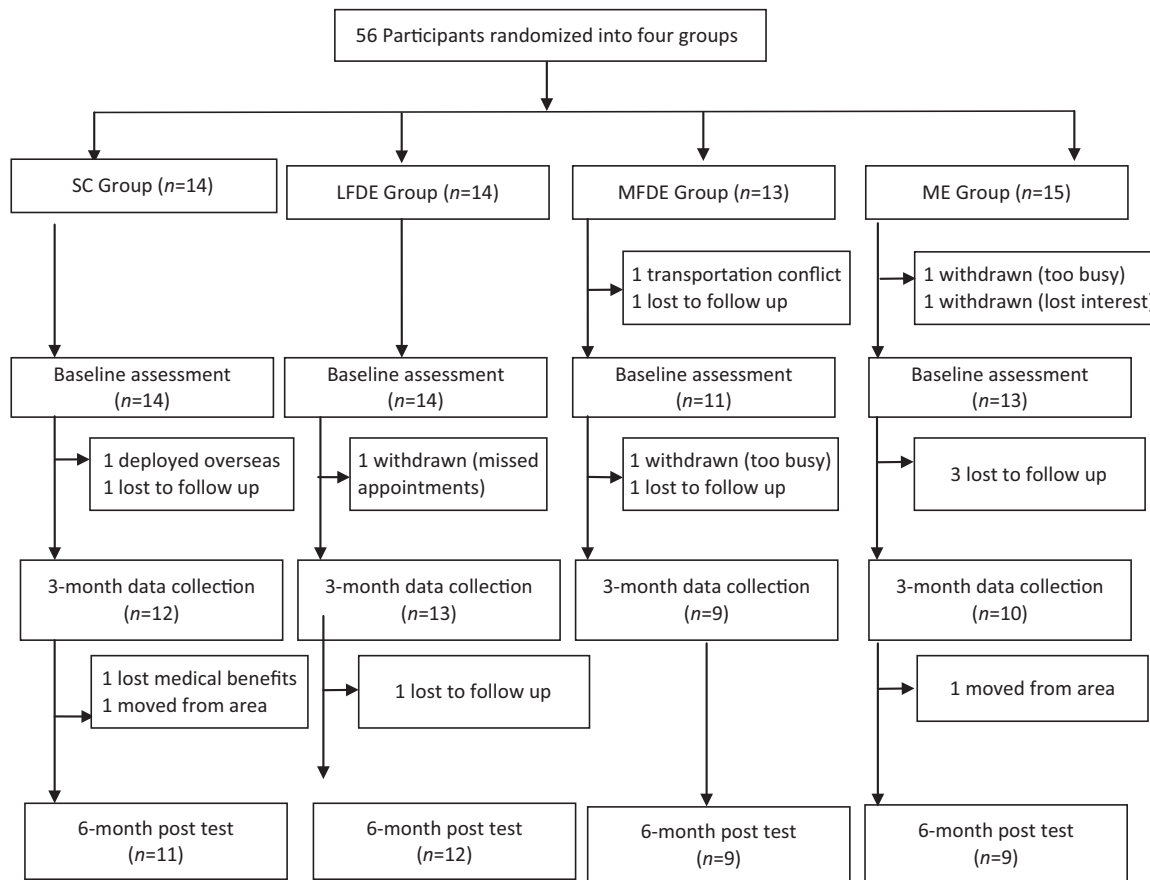 56 Participants randomized into four groups
SC Group (n=14)
LFDE Group (n=14)
MFDE Group (n=13)
ME Group (n=15)
1 transportation conflict
1 lost to follow up
1 withdrawn (too busy)
1 withdrawn (lost interest)
Baseline assessment
(n=14)
Baseline assessment
(n=14)
Baseline assessment
(n=11)
Baseline assessment
(n=13)
1 deployed overseas
1 lost to follow up
1 withdrawn (missed
appointments)
1 withdrawn (too busy)
1 lost to follow up
3 lost to follow up
3-month data collection
(n=12)
3-month data collection
(n=13)
3-month data collection
(n=9)
3-month data collection
(n=10)
1 lost medical benefits
1 moved from area
1 lost to follow up
1 moved from area
6-month post test
(n=11)
6-month post test
(n=12)
6-month post test
(n=9)
6-month post test
(n=9)